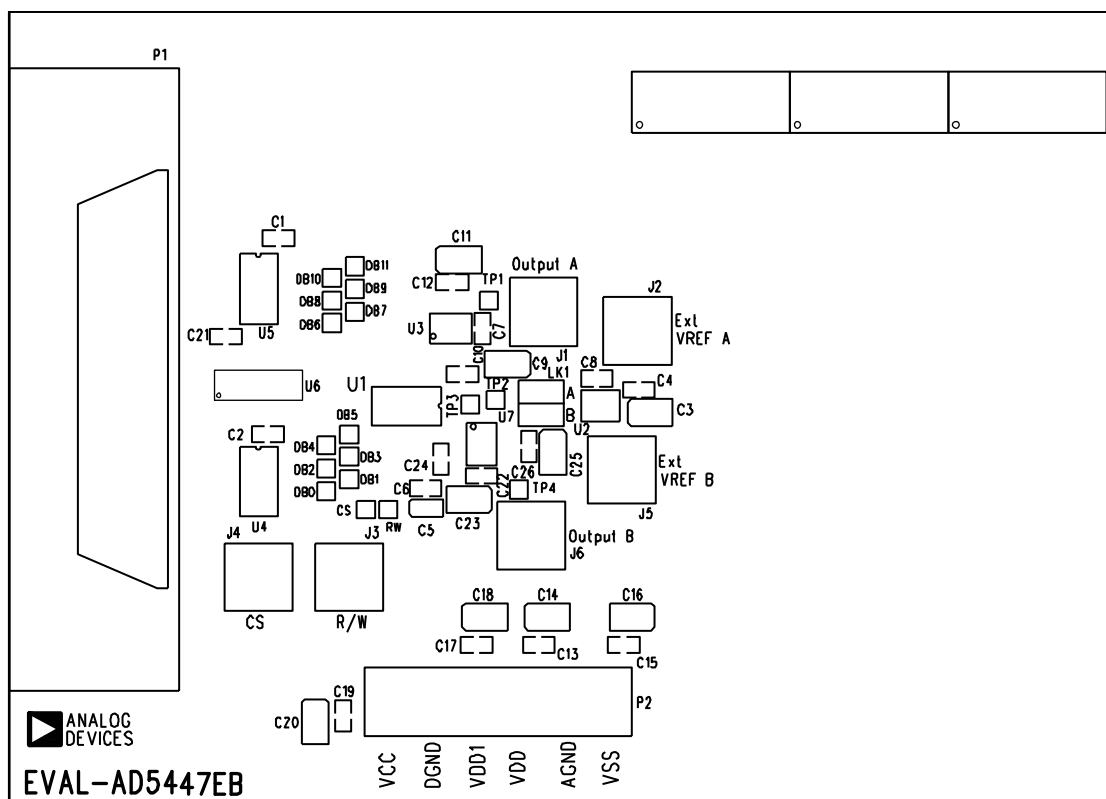 P1
C1
C11
DB11
DB10
DB9
DB8
DB7
DB6
U5
C21
C12
TP1
Output A
U3
C7
J1
J2
Ext
VREF A
C10
C9
LK1
C8
C4
U6
U1
TP3
TP2
U7
A
B
U2
C3
DB5
C2
DB4
DB3
DB2
DB1
DB0
U4
C24
C6
C22
C26
C25
TP4
Ext
VREF B
J5
CS
RW
C5
C23
Output B
J6
J4
J3
CS
R/W
C18
C14
C16
C17
C13
C15
C19
C20
P2
VCC
DGND
VDD1
VDD
AGND
VSS
ANALOG
DEVICES
EVAL-AD5447EB